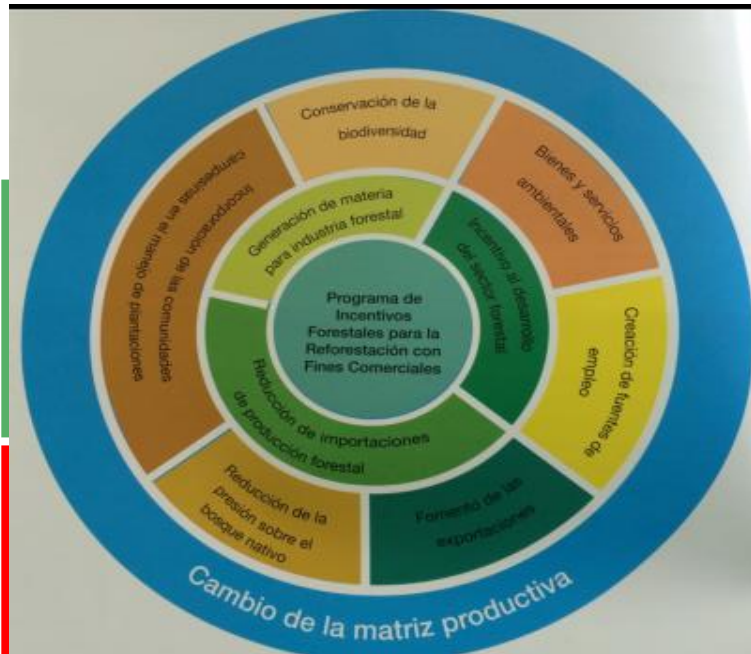 Programa de
Incentivos
Forestales para la
Reforestación con
Fines Comerciales
Generación de materia
para industria forestal
Incentivo al desarrollo
del sector forestal
Reducción de importaciones
de producción forestal
Conservación de la
biodiversidad
Bienes y servicios
ambientales
Creación de fuentes de
empleo
Fomento de las
exportaciones
Reducción de la
presión sobre el
bosque nativo
Incorporación de las comunidades
campesinas en el manejo de plantaciones
Cambio de la matriz productiva